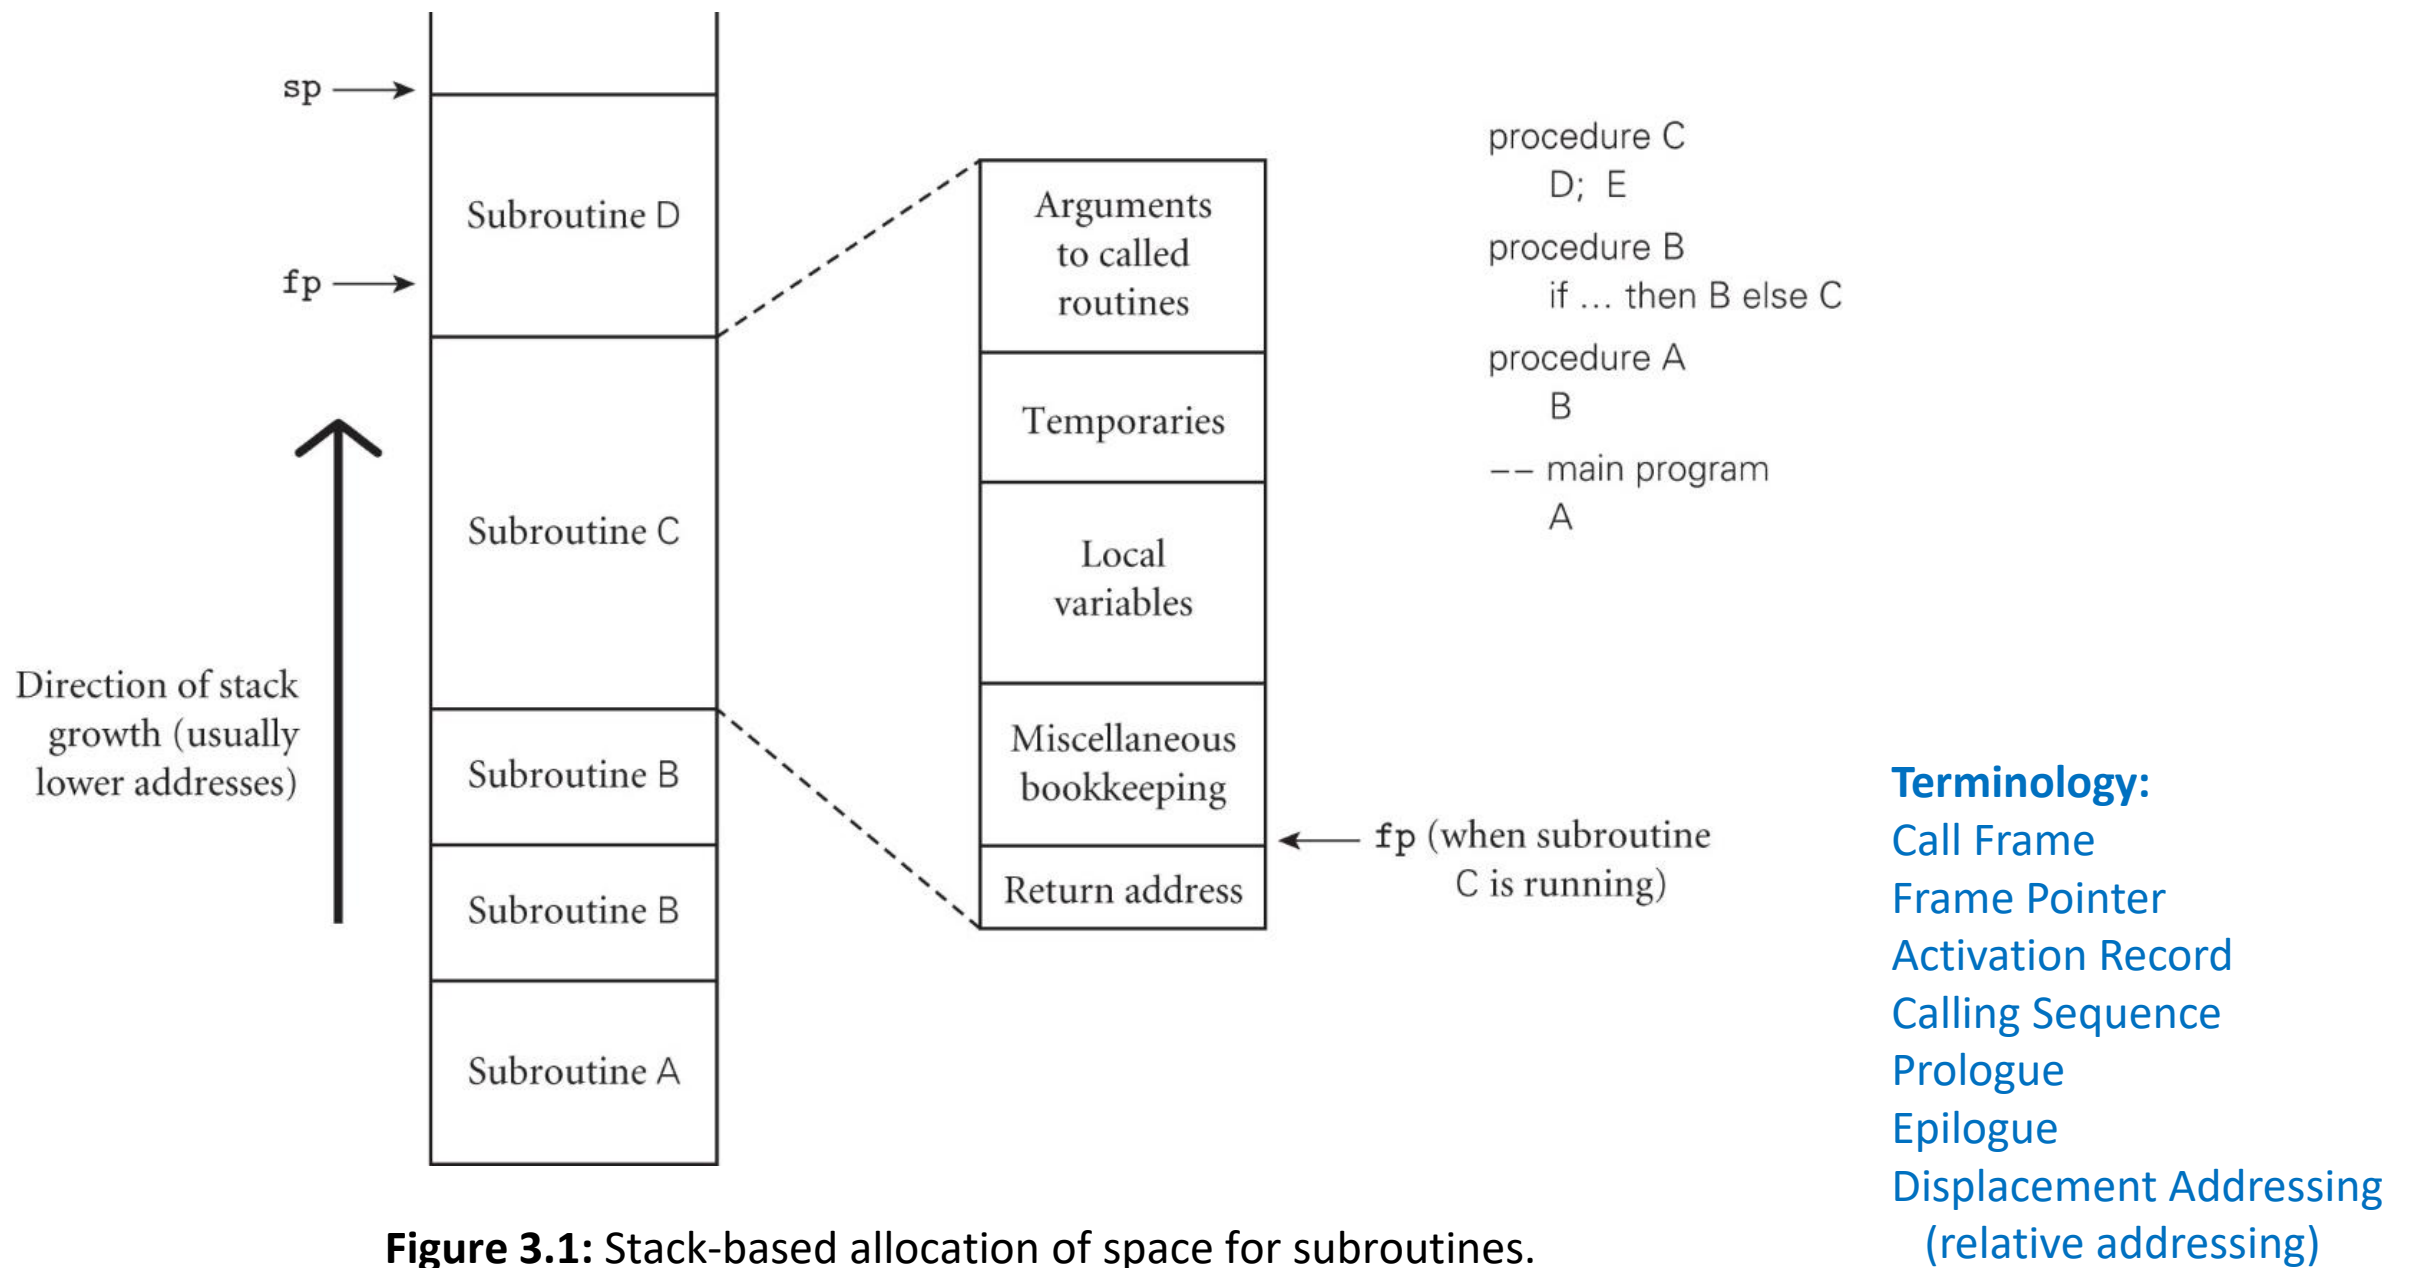 sp
Subroutine D
fp
Subroutine C
Direction of stack
growth (usually
lower addresses)
Subroutine B
Subroutine B
Subroutine A
Arguments
to called
routines
Temporaries
Local
variables
Miscellaneous
bookkeeping
Return address
fp (when subroutine
C is running)
procedure C
D; E
procedure B
if ... then B else C
procedure A
B
-- main program
A
Terminology:
Call Frame
Frame Pointer
Activation Record
Calling Sequence
Prologue
Epilogue
Displacement Addressing
(relative addressing)
Figure 3.1: Stack-based allocation of space for subroutines.